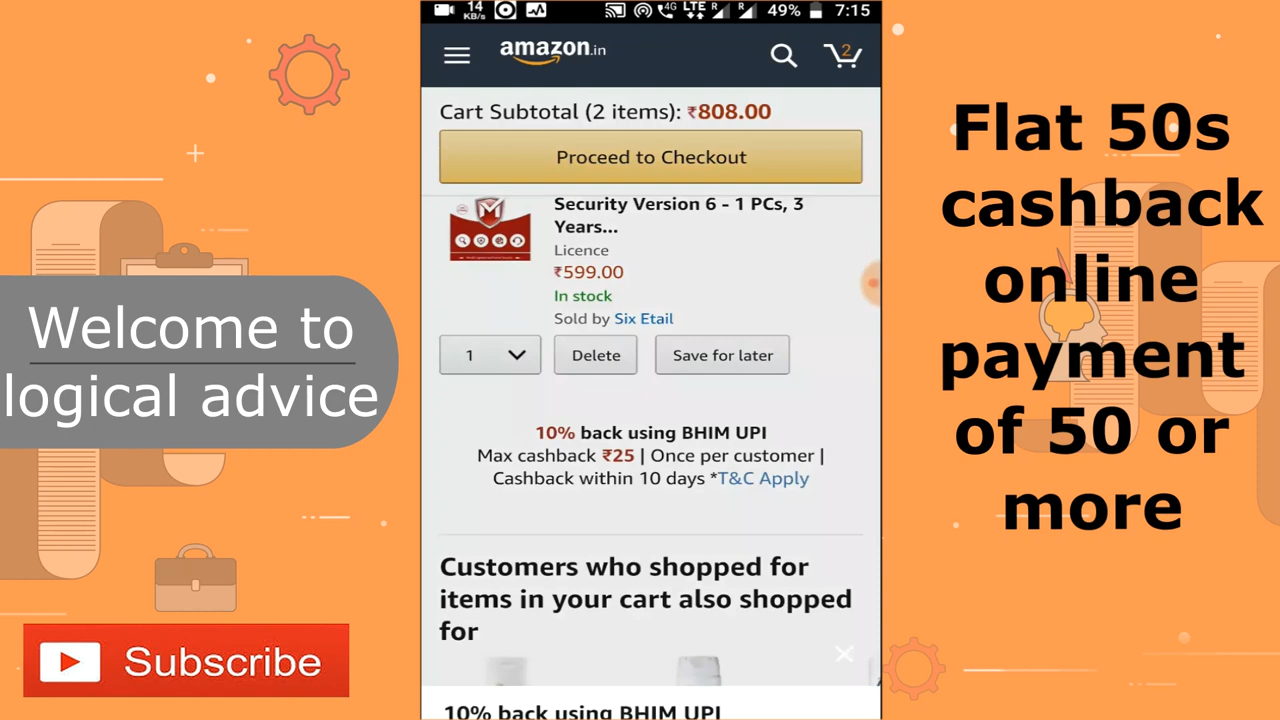 14
KB/s
4G
LTE
R
R
49%
7:15
amazon.in
2
Cart Subtotal (2 items): ₹808.00
Proceed to Checkout
Security Version 6 - 1 PCs, 3
Years...
Licence
₹599.00
In stock
Sold by Six Etail
1
Delete
Save for later
10% back using BHIM UPI
Max cashback ₹25 | Once per customer |
Cashback within 10 days *T&C Apply
Customers who shopped for
items in your cart also shopped
for
10% back using BHIM UPI
Welcome to
logical advice
Subscribe
Flat 50s
cashback
online
payment
of 50 or
more